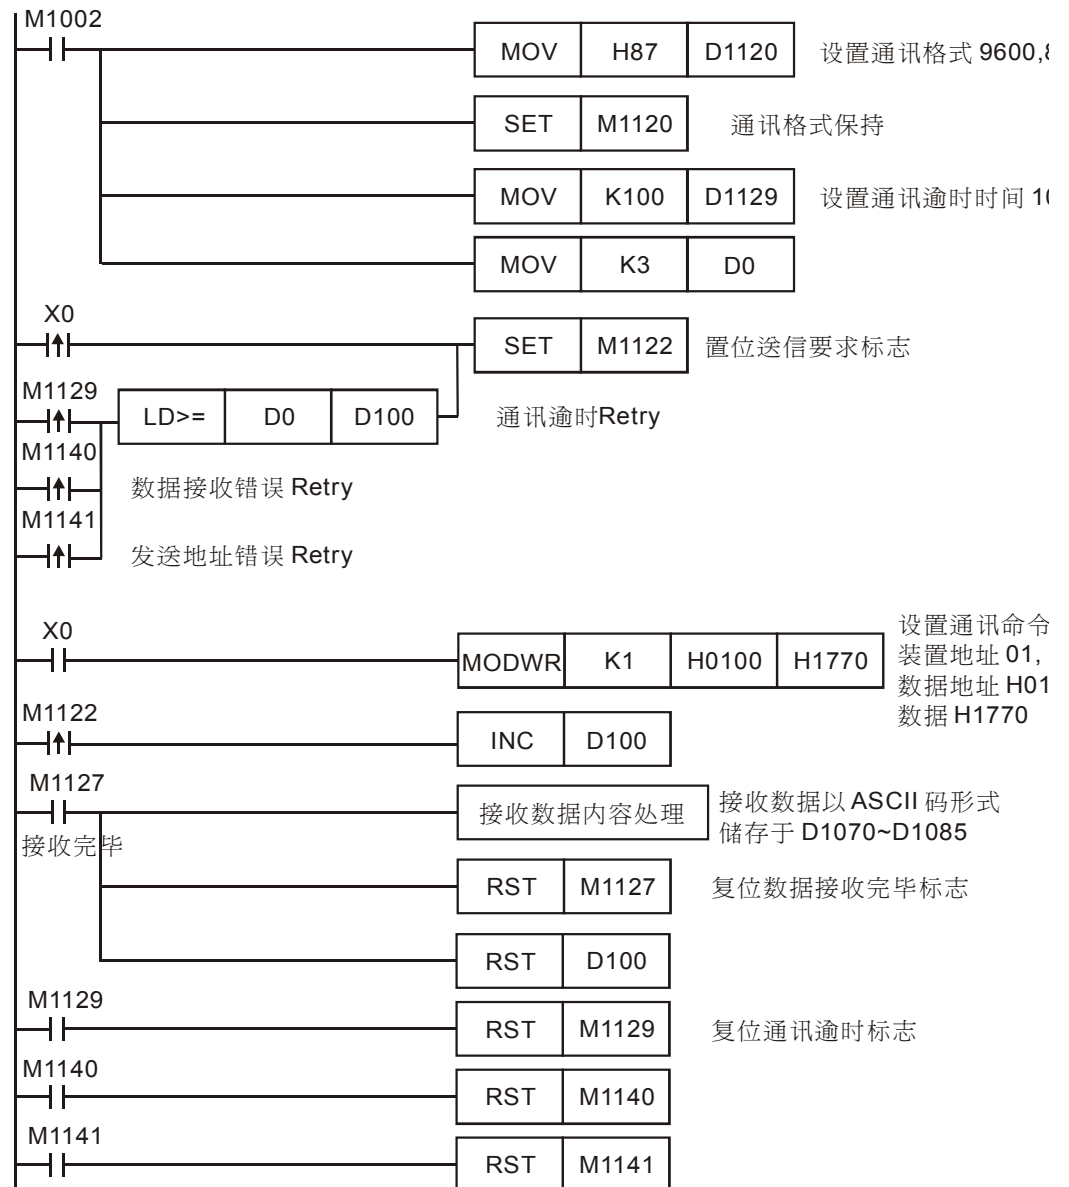 M1002
MOV H87 D1120 设置通讯格式 9600,
SET M1120 通讯格式保持
MOV K100 D1129 设置通讯逾时时间 10
MOV K3 D0
X0
SET M1122 置位送信要求标志
M1129
LD>= D0 D100 通讯逾时Retry
M1140
数据接收错误 Retry
M1141
发送地址错误 Retry
X0
MODWR K1 H0100 H1770
设置通讯命令
装置地址 01,
数据地址 H01
数据 H1770
M1122
INC D100
M1127
接收完毕
接收数据内容处理
接收数据以 ASCII 码形式
储存于 D1070~D1085
RST M1127 复位数据接收完毕标志
RST D100
M1129
RST M1129 复位通讯逾时标志
M1140
RST M1140
M1141
RST M1141